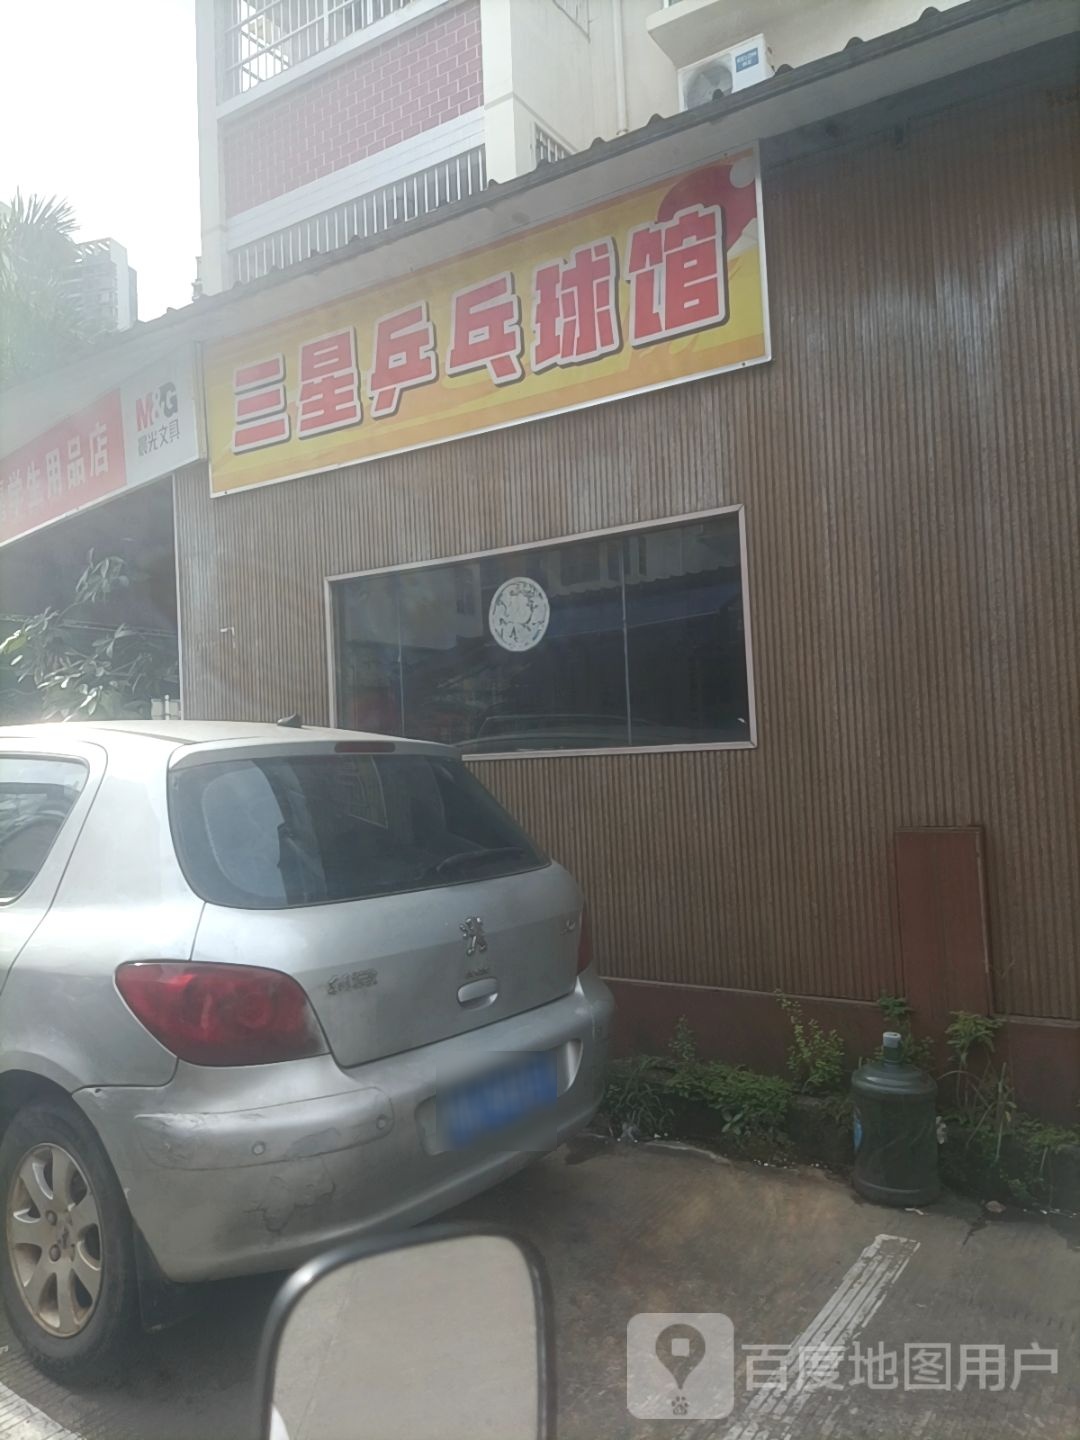 三星乒乓球馆
M&G
晨光文具
学生用品店
百度地图用户